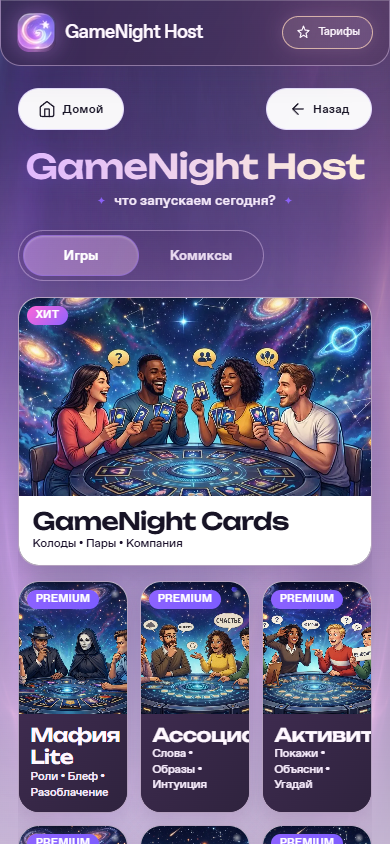 GameNight Host
Тарифы
Домой
Назад
GameNight Host
что запускаем сегодня?
Игры
Комиксы
ХИТ
?
?
GameNight Cards
Колоды • Пары • Компания
PREMIUM
PREMIUM
PREMIUM
СЧАСТЬЕ
Мафия
Lite
Роли • Блеф •
Разоблачение
Ассоци
Слова •
Образы •
Интуиция
Активит
Покажи •
Объясни •
Угадай
PREMIUM
PREMIUM